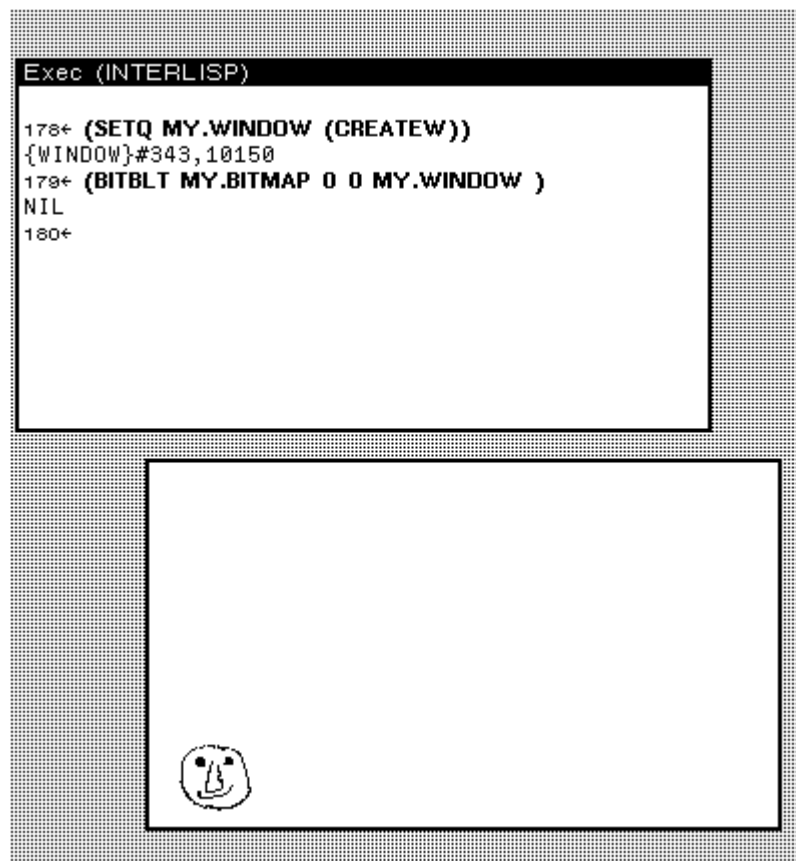 Exec (INTERLISP)
178← (SETQ MY.WINDOW (CREATEW))
{WINDOW}#343,10150
179← (BITBLT MY.BITMAP 0 0 MY.WINDOW )
NIL
180←